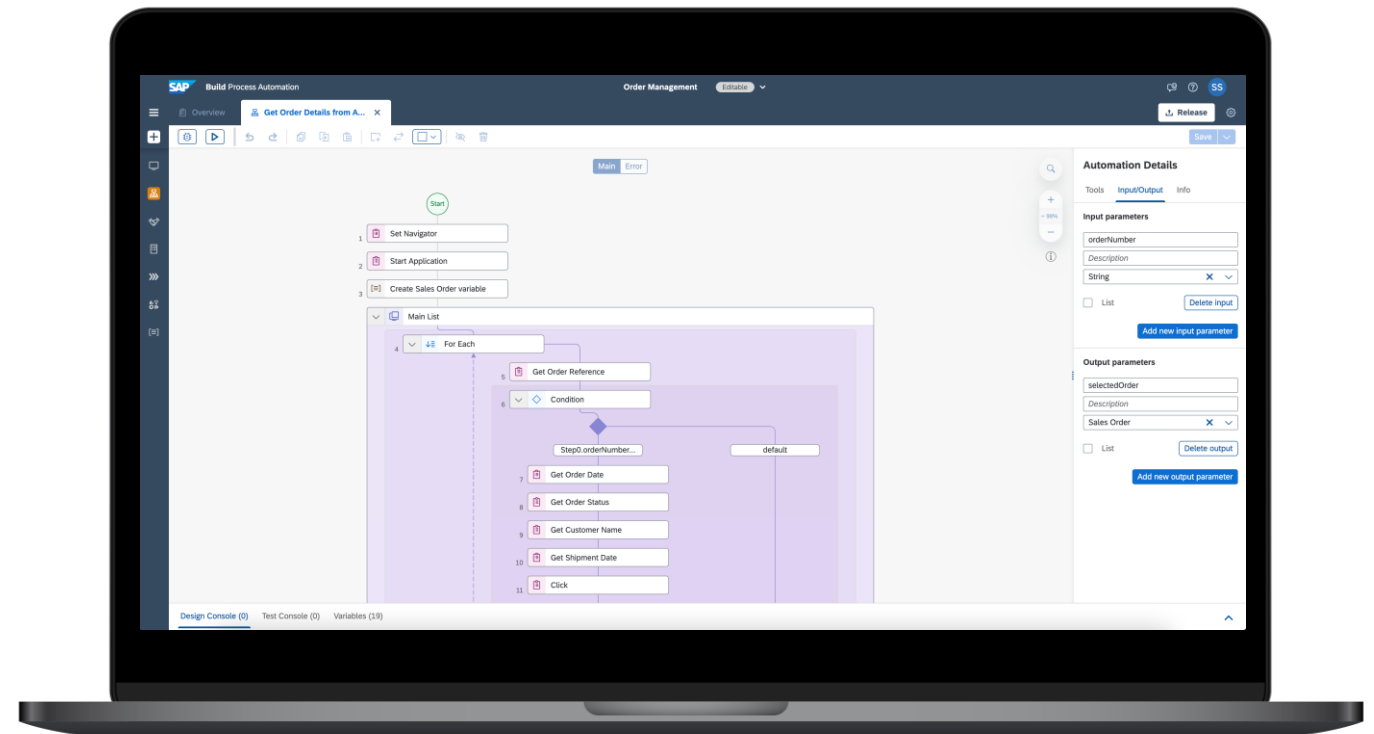 SAP Build Process Automation
Order Management Editable
SS
Overview
Get Order Details from A...
Release
Save
Main Error
Start
1 Set Navigator
2 Start Application
3 Create Sales Order variable
Main List
4 For Each
5 Get Order Reference
6 Condition
Step0.orderNumber... default
7 Get Order Date
8 Get Order Status
9 Get Customer Name
10 Get Shipment Date
11 Click
Automation Details
Tools Input/Output Info
Input parameters
orderNumber
Description
String
List Delete input
Add new input parameter
Output parameters
selectedOrder
Description
Sales Order
List Delete output
Add new output parameter
Design Console (0) Test Console (0) Variables (19)